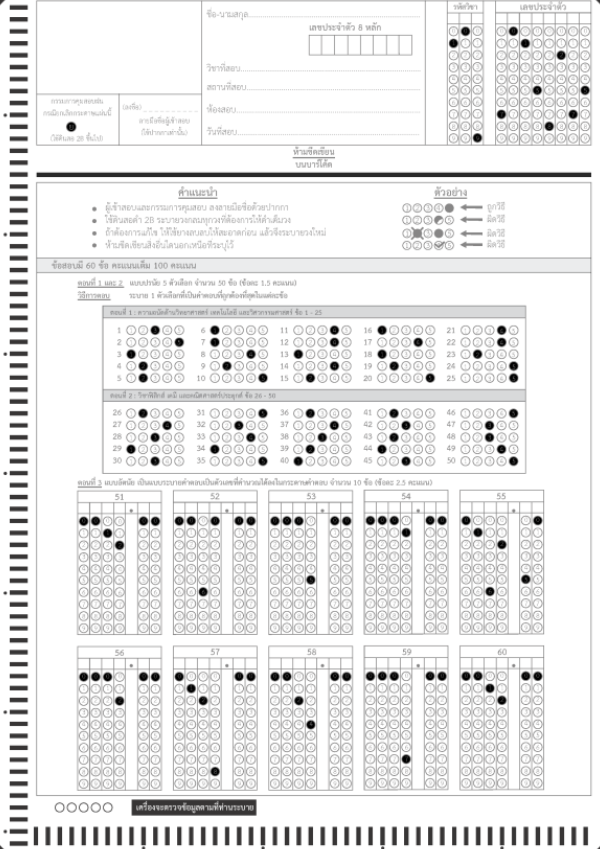 ชื่อ-นามสกุล
เลขประจำตัว 8 หลัก
วิชาที่สอบ
สถานที่สอบ
ห้องสอบ
วันที่สอบ
รหัสวิชา
เลขประจำตัว
กรรมการคุมสอบฝน
(ลงชื่อ)
ลายมือชื่อผู้เข้าสอบ
(ใช้ปากกาเท่านั้น)
(ใช้ดินสอ 2B ขึ้นไป)
ห้ามขีดเขียน
บนบาร์โค้ด
คำแนะนำ
ผู้เข้าสอบและกรรมการคุมสอบ ลงลายมือชื่อด้วยปากกา
ใช้ดินสอดำ 2B ระบายวงกลมทุกวงที่ต้องการให้ดำเต็มวง
ถ้าต้องการแก้ไข ให้ใช้ยางลบลบให้สะอาดก่อน แล้วจึงระบายวงใหม่
ห้ามขีดเขียนสิ่งอื่นใดนอกเหนือที่ระบุไว้
ตัวอย่าง
ถูกวิธี
ผิดวิธี
ผิดวิธี
ผิดวิธี
ข้อสอบมี 60 ข้อ คะแนนเต็ม 100 คะแนน
ตอนที่ 1 และ 2 แบบปรนัย 5 ตัวเลือก จำนวน 50 ข้อ (ข้อละ 1.5 คะแนน)
วิธีการตอบ ระบาย 1 ตัวเลือกที่เป็นคำตอบที่ถูกต้องที่สุดในแต่ละข้อ
ตอนที่ 1 : ความถนัดด้านวิทยาศาสตร์ เทคโนโลยี และวิศวกรรมศาสตร์ ข้อ 1 - 25
1 6 11 16 21
2 7 12 17 22
3 8 13 18 23
4 9 14 19 24
5 10 15 20 25
ตอนที่ 2 : วิชาฟิสิกส์ เคมี และคณิตศาสตร์ประยุกต์ ข้อ 26 - 50
26 31 36 41 46
27 32 37 42 47
28 33 38 43 48
29 34 39 44 49
30 35 40 45 50
ตอนที่ 3 แบบอัตนัย เป็นแบบระบายคำตอบเป็นตัวเลขที่คำนวณได้ลงในกระดาษคำตอบ จำนวน 10 ข้อ (ข้อละ 2.5 คะแนน)
51 52 53 54 55
56 57 58 59 60
เครื่องจะตรวจข้อมูลตามที่ท่านระบาย